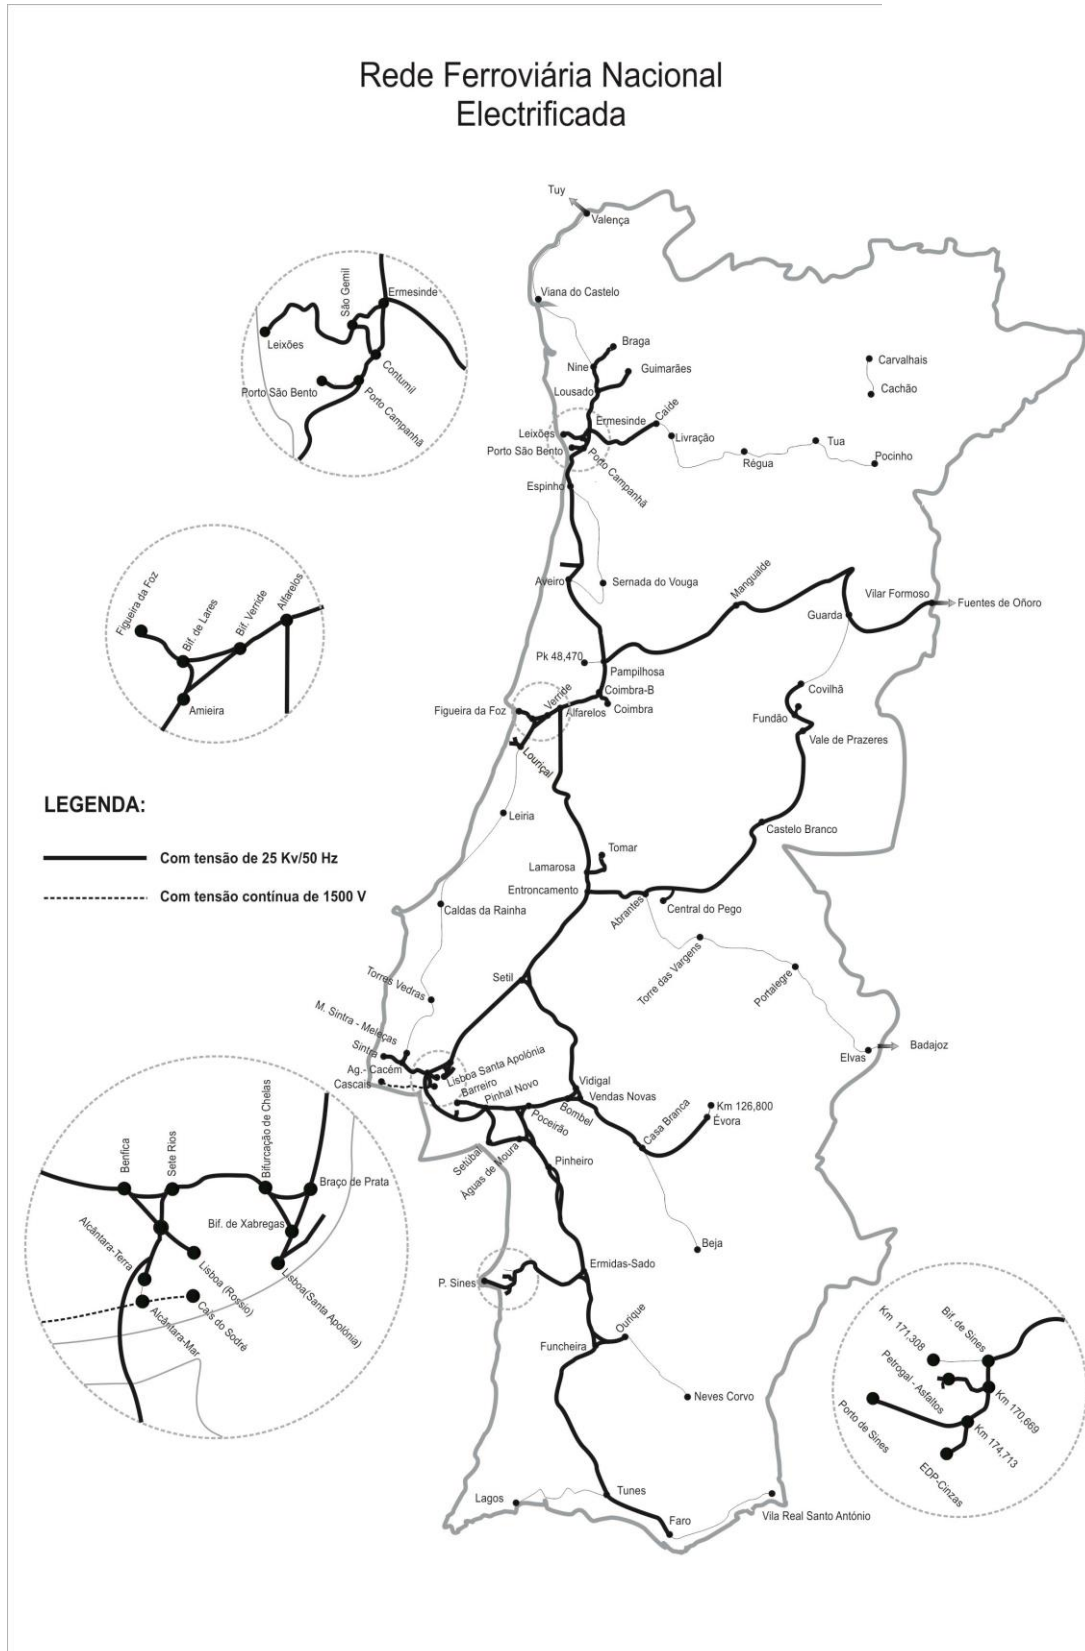 Rede Ferroviária Nacional
Electrificada
Tuy
Valença
Viana do Castelo
Braga
Nine
Guimarães
Lousado
Ermesinde
Caíde
Leixões
Livração
Porto São Bento
Porto Campanhã
Régua
Tua
Pocinho
Carvalhais
Cachão
Espinho
Aveiro
Sernada do Vouga
Mangualde
Vilar Formoso
Fuentes de Oñoro
Guarda
Pk 48,470
Pampilhosa
Coimbra-B
Coimbra
Covilhã
Fundão
Vale de Prazeres
Figueira da Foz
Verride
Alfarelos
Louriçal
Leiria
Castelo Branco
Tomar
Lamarosa
Entroncamento
Abrantes
Central do Pego
Caldas da Rainha
Torre das Vargens
Portalegre
Setil
Torres Vedras
Elvas
Badajoz
M. Sintra - Meleças
Sintra
Ag.- Cacém
Cascais
Lisboa Santa Apolónia
Barreiro
Pinhal Novo
Vidigal
Vendas Novas
Bombel
Poceirão
Casa Branca
Km 126,800
Évora
Setúbal
Águas de Moura
Pinheiro
Beja
Ermidas-Sado
P. Sines
Ourique
Funcheira
Neves Corvo
Lagos
Tunes
Faro
Vila Real Santo António
São Gemil
Ermesinde
Leixões
Contumil
Porto São Bento
Porto Campanhã
Figueira da Foz
Bif. de Lares
Bif. Verride
Alfarelos
Amieira
LEGENDA:
Com tensão de 25 Kv/50 Hz
Com tensão contínua de 1500 V
Benfica
Sete Rios
Bifurcação de Chelas
Braço de Prata
Bif. de Xabregas
Alcântara-Terra
Lisboa (Rossio)
Lisboa(Santa Apolónia)
Cais do Sodré
Alcântara-Mar
Km 171,308
Bif. de Sines
Petrogal - Asfaltos
Km 170,669
Porto de Sines
Km 174,713
EDP-Cinzas